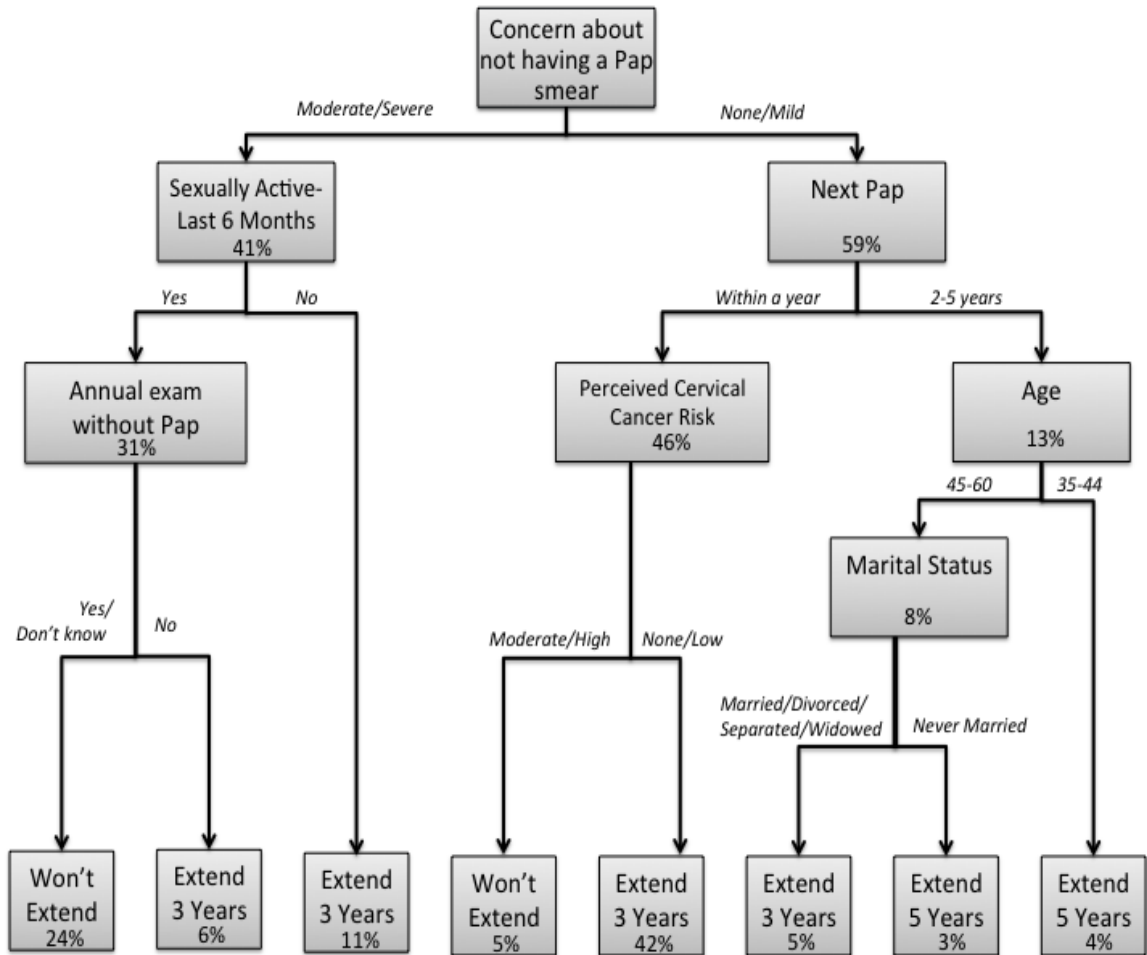 Concern about
not having a Pap
smear
Moderate/Severe
None/Mild
Sexually Active-
Last 6 Months
41%
Next Pap
59%
Yes
No
Within a year
2-5 years
Annual exam
without Pap
31%
Perceived Cervical
Cancer Risk
46%
Age
13%
45-60
35-44
Marital Status
8%
Yes/
Don't know
No
Moderate/High
None/Low
Married/Divorced/
Separated/Widowed
Never Married
Won't
Extend
24%
Extend
3 Years
6%
Extend
3 Years
11%
Won't
Extend
5%
Extend
3 Years
42%
Extend
3 Years
5%
Extend
5 Years
3%
Extend
5 Years
4%